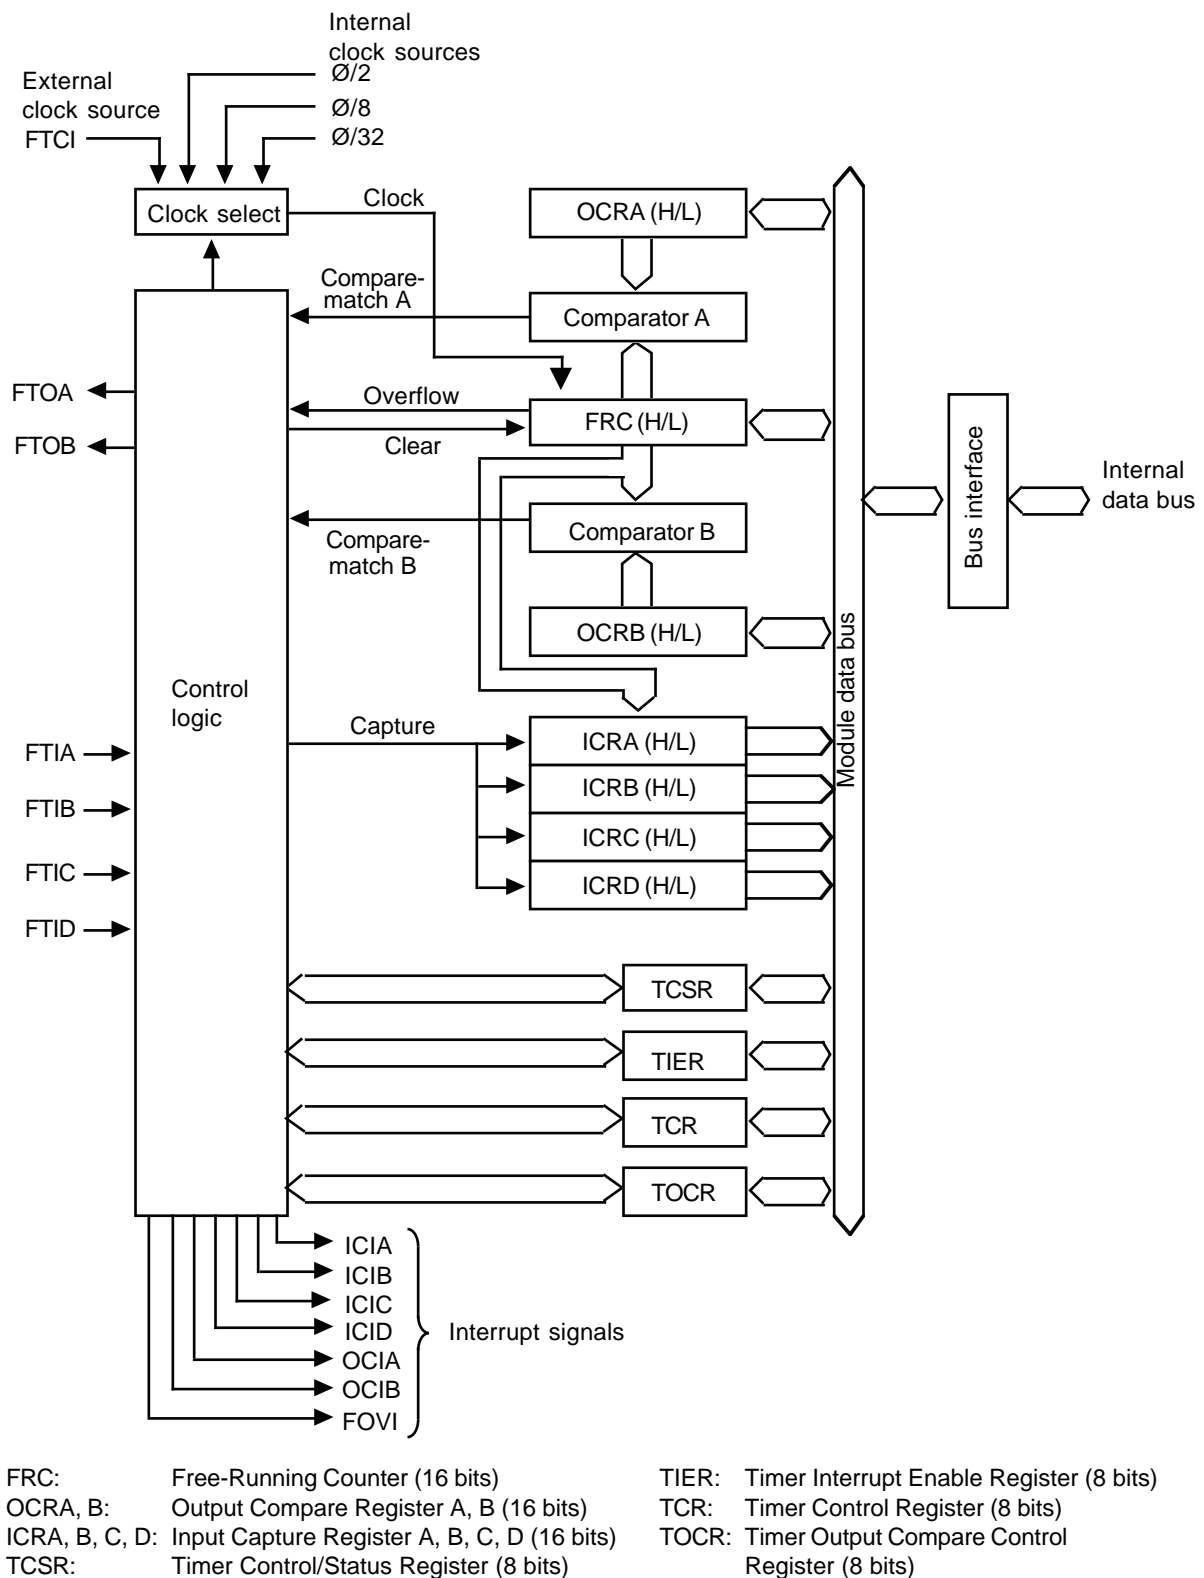 Internal
clock sources
Ø/2
External
clock source
Ø/8
FTCI
Ø/32
Clock select
Clock
OCRA (H/L)
Compare-
match A
Comparator A
FTOA
Overflow
FRC (H/L)
FTOB
Clear
Bus interface
Internal
data bus
Comparator B
Compare-
match B
OCRB (H/L)
Module data bus
Control
logic
Capture
FTIA
ICRA (H/L)
FTIB
ICRB (H/L)
ICRC (H/L)
FTIC
ICRD (H/L)
FTID
TCSR
TIER
TCR
TOCR
ICIA
ICIB
ICIC
ICID
Interrupt signals
OCIA
OCIB
FOVI
FRC: Free-Running Counter (16 bits)
OCRA, B: Output Compare Register A, B (16 bits)
ICRA, B, C, D: Input Capture Register A, B, C, D (16 bits)
TCSR: Timer Control/Status Register (8 bits)
TIER: Timer Interrupt Enable Register (8 bits)
TCR: Timer Control Register (8 bits)
TOCR: Timer Output Compare Control
Register (8 bits)